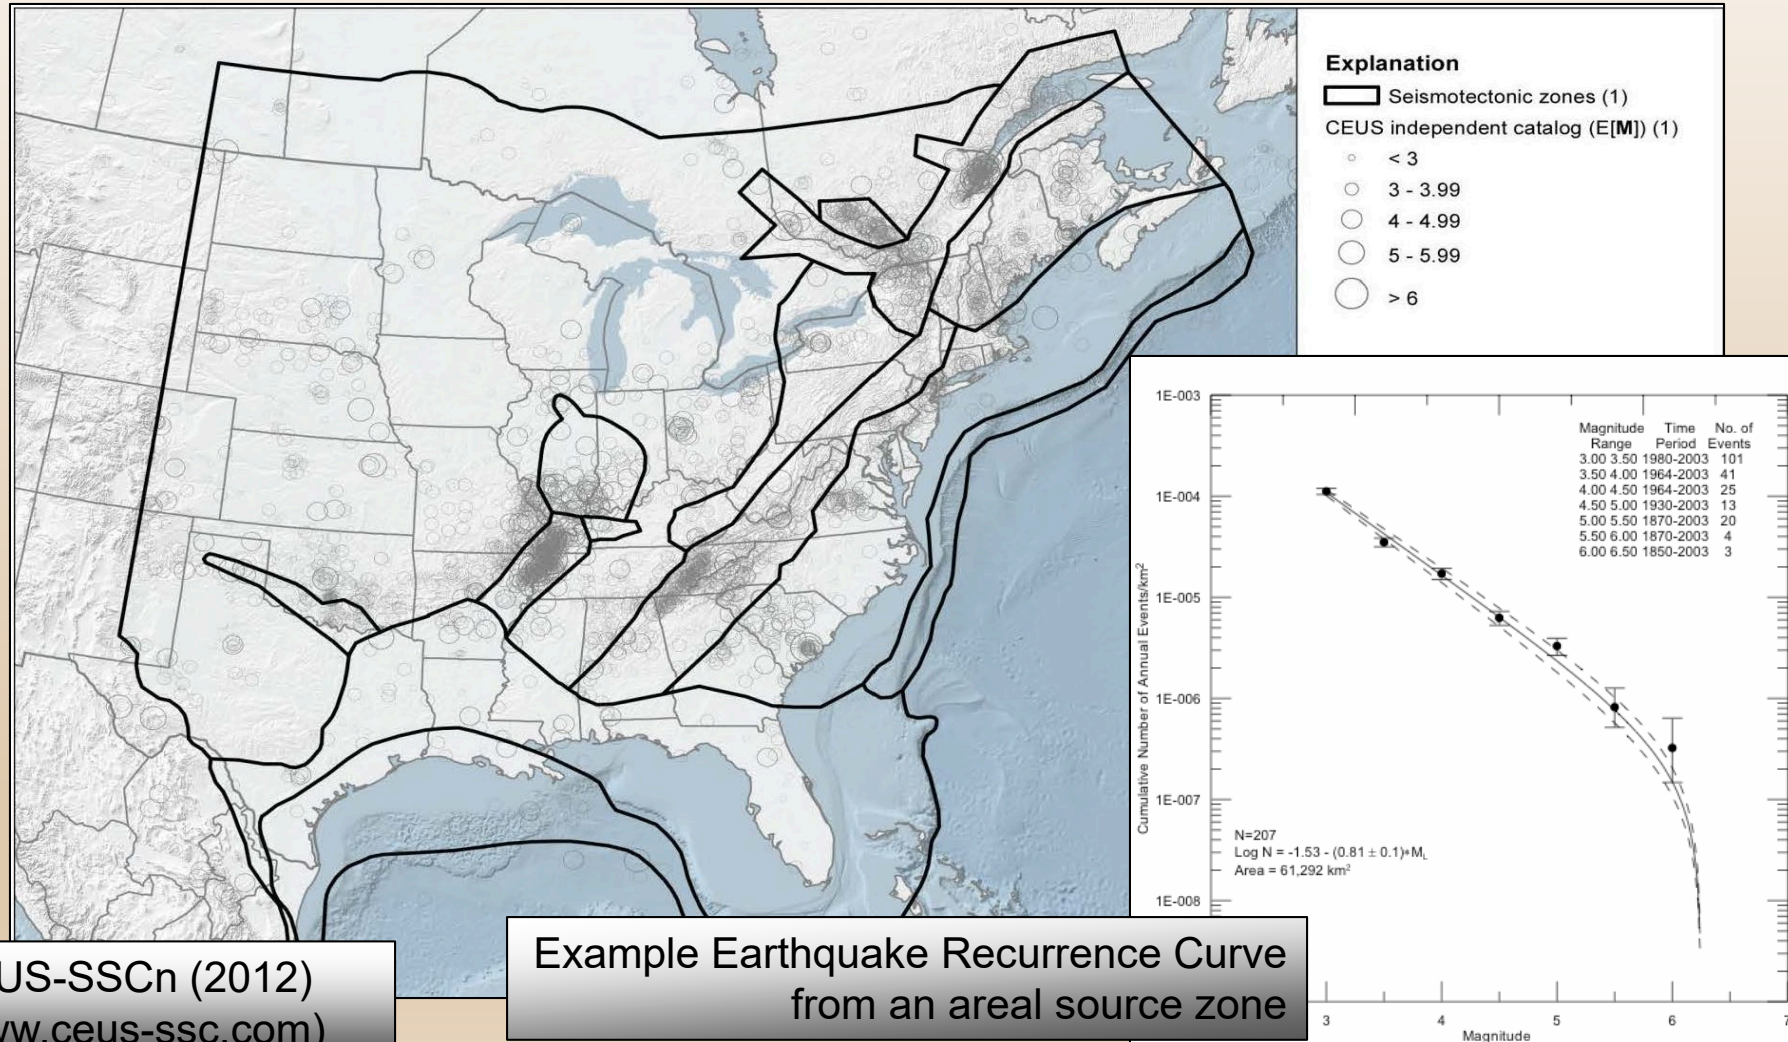 Explanation
Seismotectonic zones (1)
CEUS independent catalog (E[M]) (1)
< 3
3 - 3.99
4 - 4.99
5 - 5.99
> 6
1E-003
1E-004
1E-005
1E-006
1E-007
1E-008
Cumulative Number of Annual Events/km²
Magnitude Time No. of
Range Period Events
3.00 3.50 1980-2003 101
3.50 4.00 1964-2003 41
4.00 4.50 1964-2003 25
4.50 5.00 1930-2003 13
5.00 5.50 1870-2003 20
5.50 6.00 1870-2003 4
6.00 6.50 1850-2003 3
N=207
Log N = -1.53 - (0.81 ± 0.1)*M_L
Area = 61,292 km²
3 4 5 6 7
Magnitude
US-SSCn (2012)
w.ceus-ssc.com)
Example Earthquake Recurrence Curve
from an areal source zone